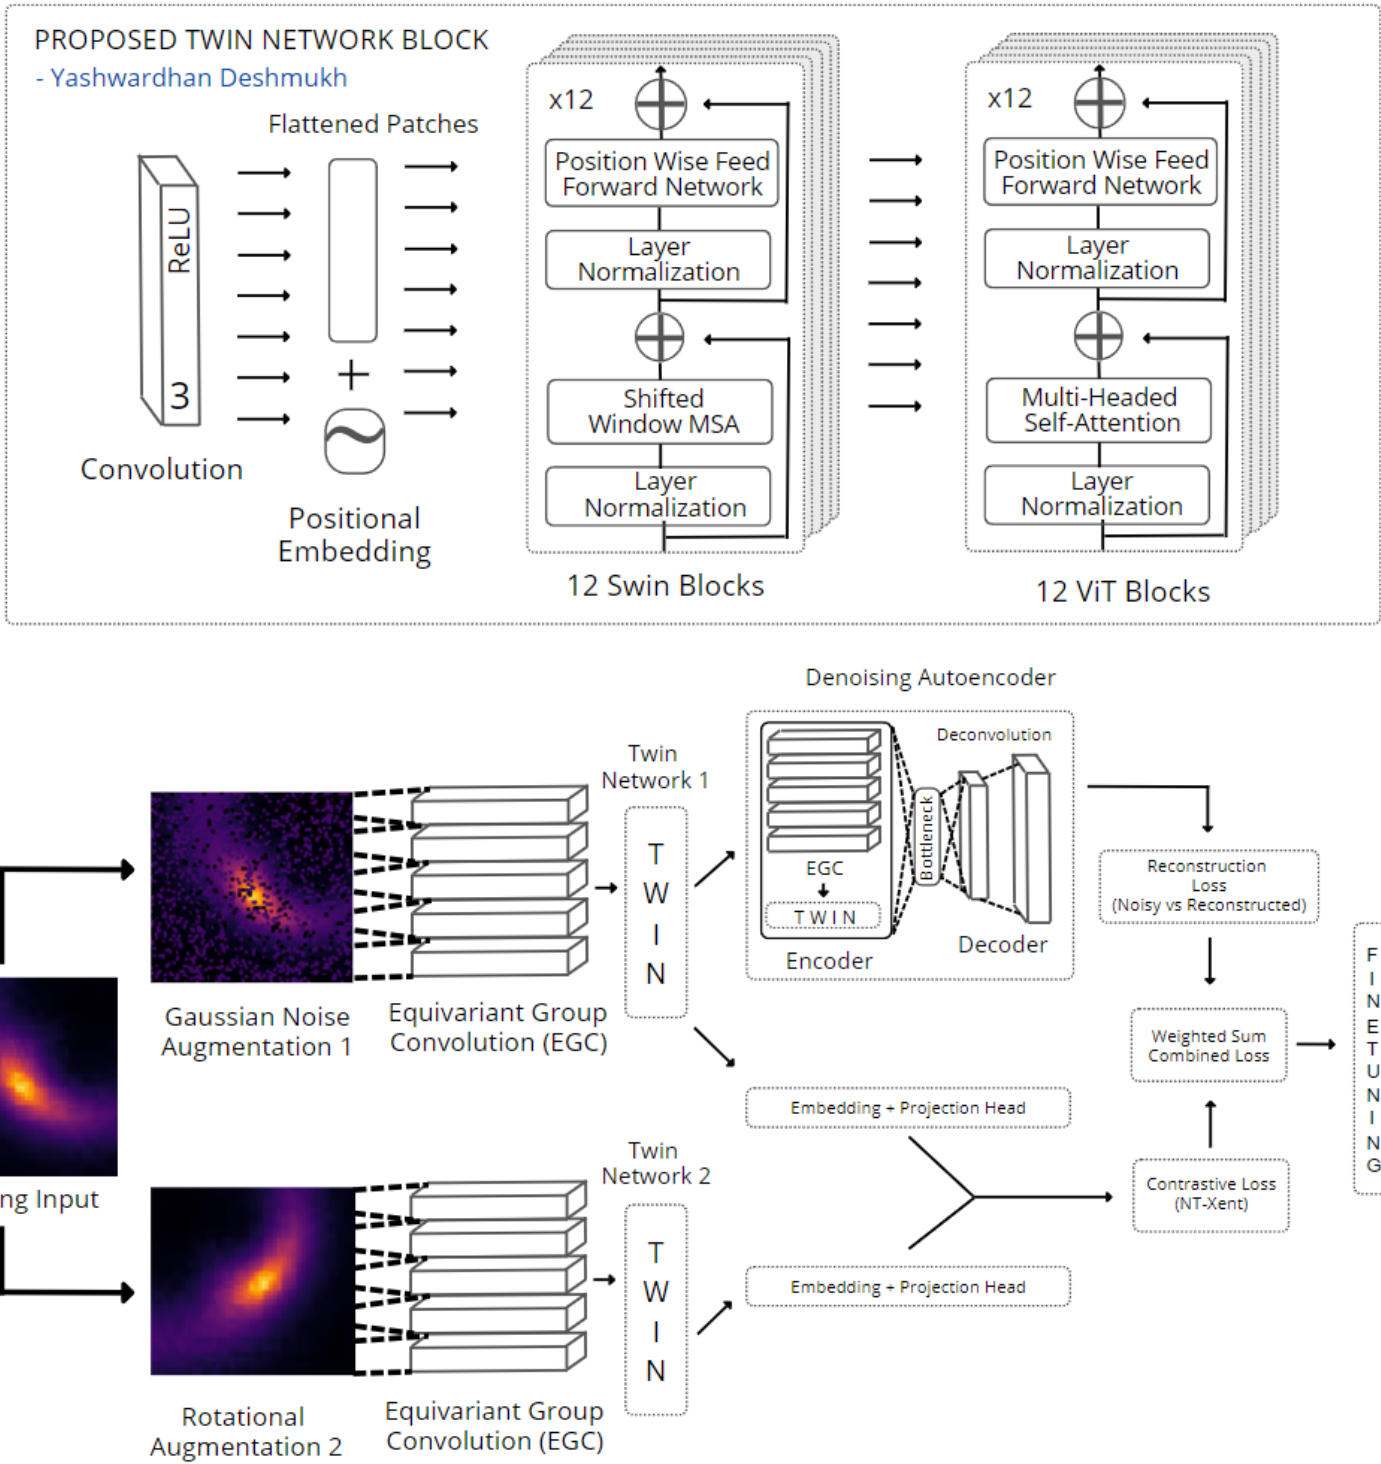 PROPOSED TWIN NETWORK BLOCK
- Yashwardhan Deshmukh
Flattened Patches
ReLU
3
Convolution
+
Positional
Embedding
x12
Position Wise Feed
Forward Network
Layer
Normalization
Shifted
Window MSA
Layer
Normalization
12 Swin Blocks
x12
Position Wise Feed
Forward Network
Layer
Normalization
Multi-Headed
Self-Attention
Layer
Normalization
12 ViT Blocks
ng Input
Gaussian Noise
Augmentation 1
Equivariant Group
Convolution (EGC)
Twin
Network 1
T
W
I
N
Denoising Autoencoder
EGC
TWIN
Encoder
Bottleneck
Deconvolution
Decoder
Reconstruction
Loss
(Noisy vs Reconstructed)
Weighted Sum
Combined Loss
Embedding + Projection Head
Rotational
Augmentation 2
Equivariant Group
Convolution (EGC)
Twin
Network 2
T
W
I
N
Embedding + Projection Head
Contrastive Loss
(NT-Xent)
F
I
N
E
T
U
N
I
N
G